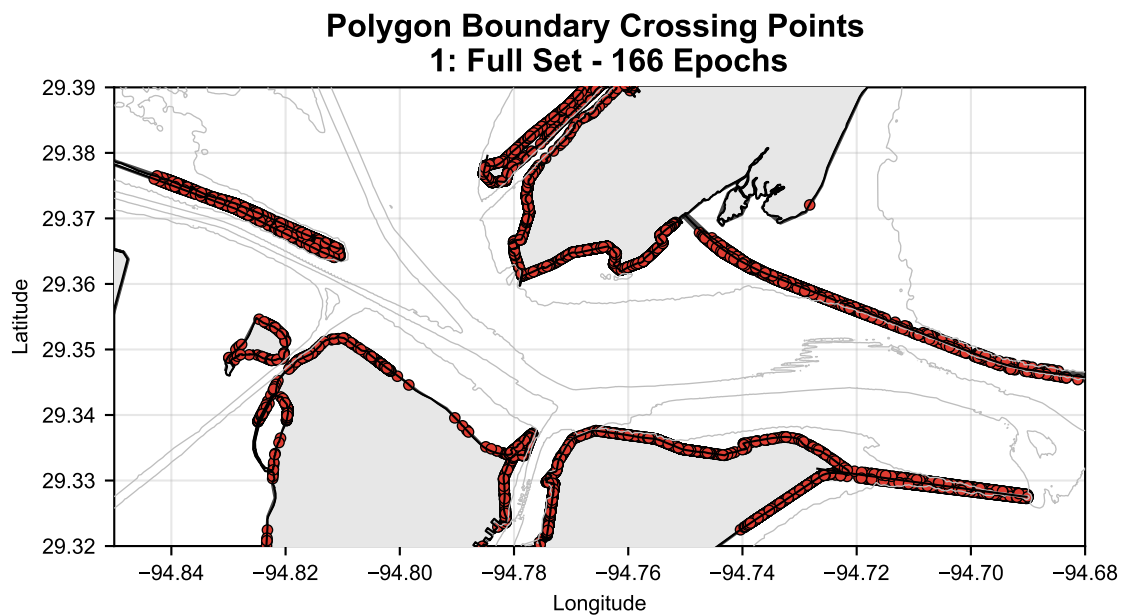 Polygon Boundary Crossing Points
1: Full Set - 166 Epochs
29.39
29.38
29.37
29.36
29.35
29.34
29.33
29.32
Latitude
−94.84 −94.82 −94.80 −94.78 −94.76 −94.74 −94.72 −94.70 −94.68
Longitude